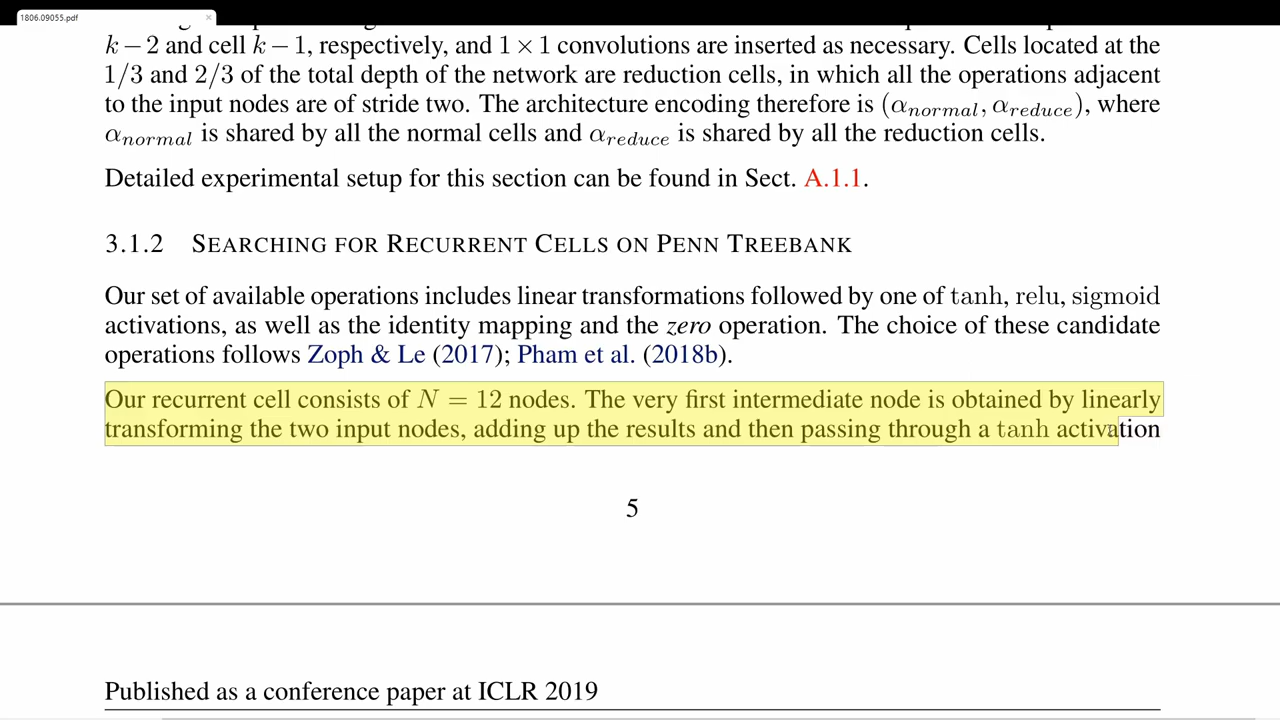 1806.09055.pdf
k − 2 and cell k − 1, respectively, and 1 × 1 convolutions are inserted as necessary. Cells located at the
1/3 and 2/3 of the total depth of the network are reduction cells, in which all the operations adjacent
to the input nodes are of stride two. The architecture encoding therefore is (αnormal, αreduce), where
αnormal is shared by all the normal cells and αreduce is shared by all the reduction cells.
Detailed experimental setup for this section can be found in Sect. A.1.1.
3.1.2 SEARCHING FOR RECURRENT CELLS ON PENN TREEBANK
Our set of available operations includes linear transformations followed by one of tanh, relu, sigmoid
activations, as well as the identity mapping and the zero operation. The choice of these candidate
operations follows Zoph & Le (2017); Pham et al. (2018b).
Our recurrent cell consists of N = 12 nodes. The very first intermediate node is obtained by linearly
transforming the two input nodes, adding up the results and then passing through a tanh activation
5
Published as a conference paper at ICLR 2019